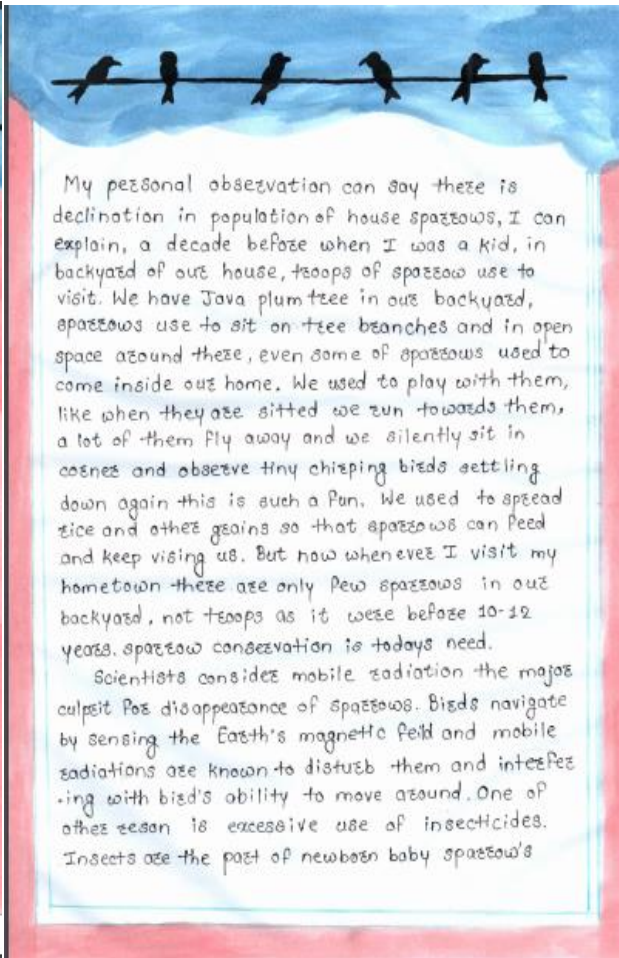 My personal observation can say there is
declination in population of house sparrows, I can
explain, a decade before when I was a kid, in
backyard of our house, troops of sparrow use to
visit. We have Java plum tree in our backyard,
sparrows use to sit on tree branches and in open
space around there, even some of sparrows used to
come inside our home. We used to play with them,
like when they are sitted we run towards them,
a lot of them fly away and we silently sit in
corner and observe tiny chirping birds settling
down again this is such a fun. We used to spread
rice and other grains so that sparrows can feed
and keep vising us. But now whenever I visit my
hometown there are only few sparrows in our
backyard, not troops as it were before 10-12
years. sparrow conservation is todays need.
Scientists consider mobile radiation the major
culprit for disappearance of sparrows. Birds navigate
by sensing the Earth's magnetic feild and mobile
radiations are known to disturb them and interfer
-ing with bird's ability to move around. One of
other reson is excessive use of insecticides.
Insects are the part of newborn baby sparrow's